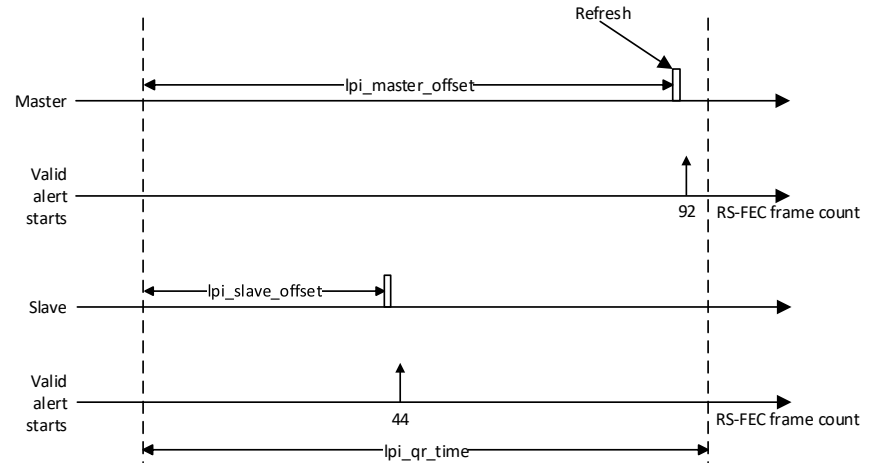 Refresh
lpi_master_offset
Master
Valid
alert
starts
92
RS-FEC frame count
lpi_slave_offset
Slave
Valid
alert
starts
44
RS-FEC frame count
lpi_qr_time